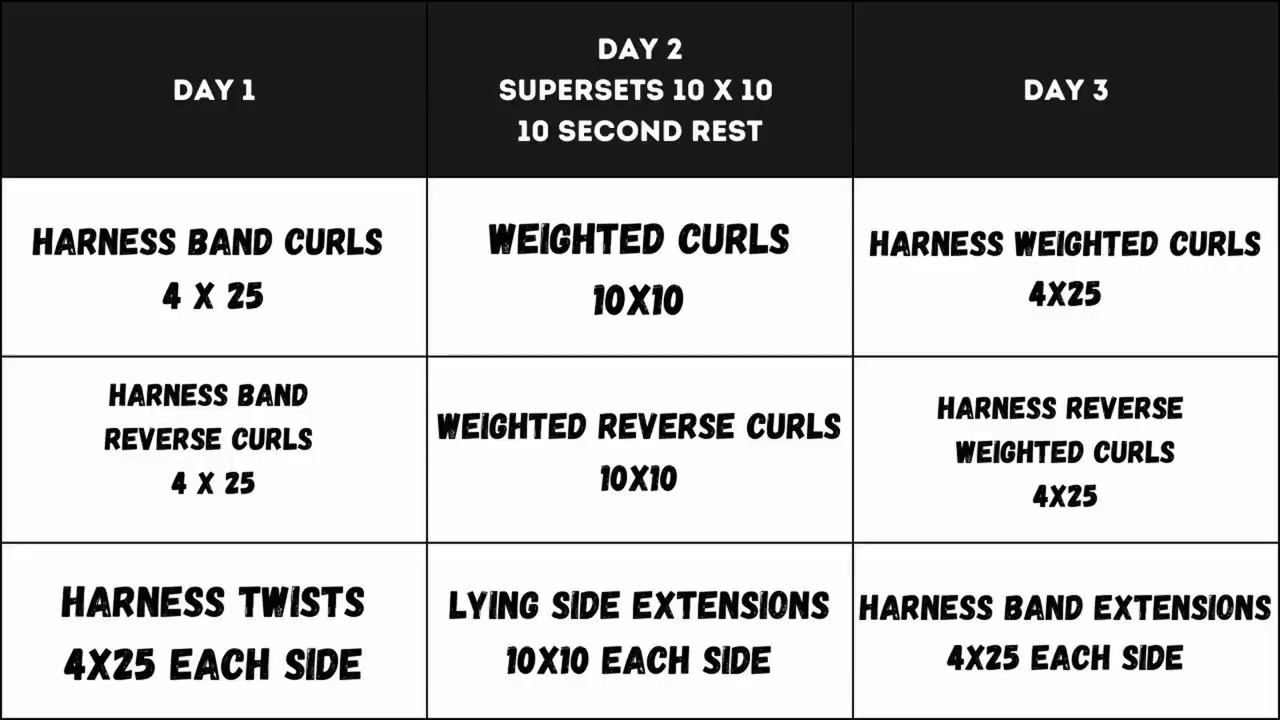 DAY 1
DAY 2
SUPERSETS 10 X 10
10 SECOND REST
DAY 3
HARNESS BAND CURLS
4 X 25
WEIGHTED CURLS
10X10
HARNESS WEIGHTED CURLS
4X25
HARNESS BAND
REVERSE CURLS
4 X 25
WEIGHTED REVERSE CURLS
10X10
HARNESS REVERSE
WEIGHTED CURLS
4X25
HARNESS TWISTS
4X25 EACH SIDE
LYING SIDE EXTENSIONS
10X10 EACH SIDE
HARNESS BAND EXTENSIONS
4X25 EACH SIDE